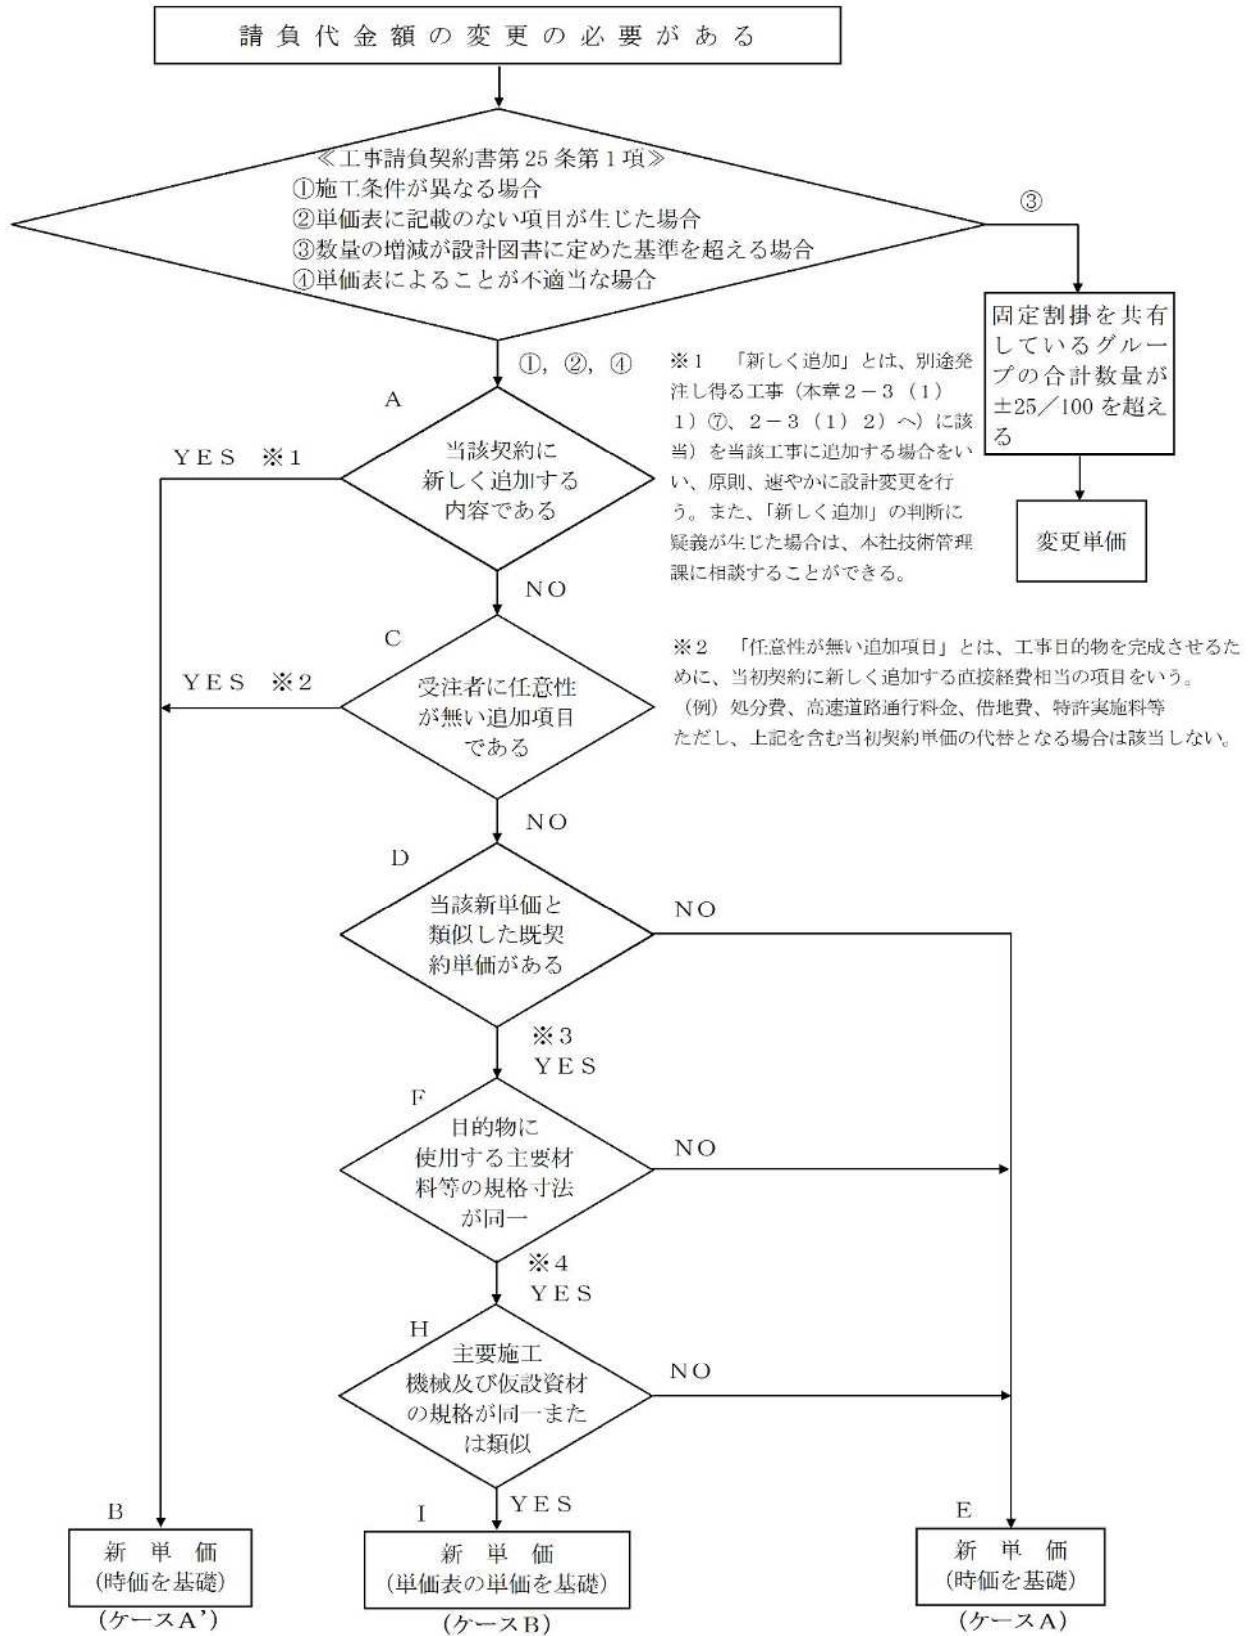 請負代金額の変更の必要がある
≪工事請負契約書第25条第1項≫
①施工条件が異なる場合
②単価表に記載のない項目が生じた場合
③数量の増減が設計図書に定めた基準を超える場合
④単価表によることが不適当な場合
③
固定割掛を共有
しているグルー
プの合計数量が
±25/100を超え
る
変更単価
①,②,④
※1 「新しく追加」とは、別途発
注し得る工事（本章2-3（1）
1）⑦、2-3（1）2）ヘ）に該
当）を当該工事に追加する場合をい
い、原則、速やかに設計変更を行
う。また、「新しく追加」の判断に
疑義が生じた場合は、本社技術管理
課に相談することができる。
A
当該契約に
新しく追加する
内容である
YES ※1
NO
C
受注者に任意性
が無い追加項目
である
YES ※2
※2 「任意性が無い追加項目」とは、工事目的物を完成させるた
めに、当初契約に新しく追加する直接経費相当の項目をいう。
（例）処分費、高速道路通行料金、借地費、特許実施料等
ただし、上記を含む当初契約単価の代替となる場合は該当しない。
NO
D
当該新単価と
類似した既契
約単価がある
NO
※3
YES
F
目的物に
使用する主要材
料等の規格寸法
が同一
NO
※4
YES
H
主要施工
機械及び仮設資材
の規格が同一また
は類似
NO
YES
B
新単価
(時価を基礎)
(ケースA')
I
新単価
(単価表の単価を基礎)
(ケースB)
E
新単価
(時価を基礎)
(ケースA)